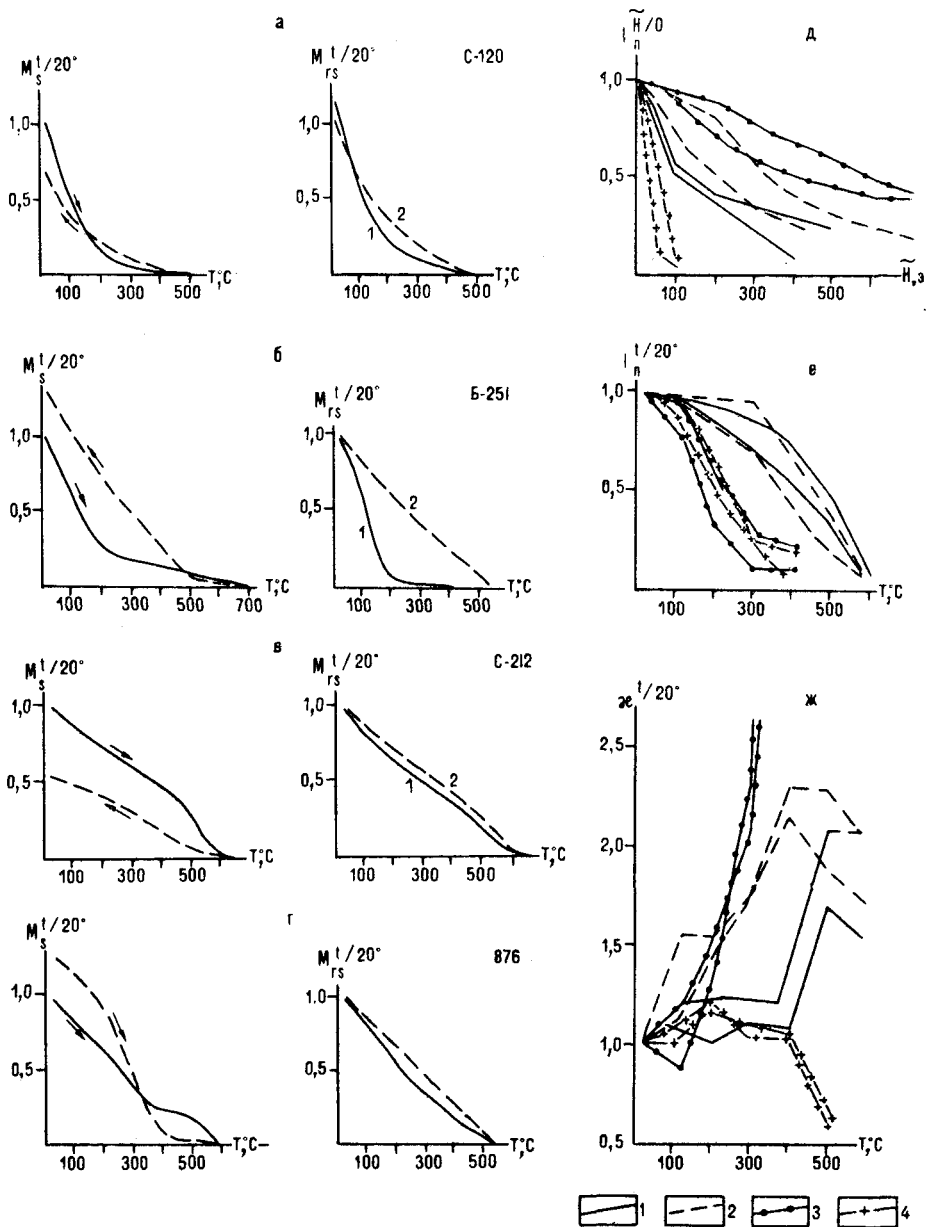 а
M_s^t/20°
1,0
0,5
100 300 500 T,°C
M_rs^t/20°
С-120
1,0
0,5
1
2
100 300 500 T,°C
б
M_s^t/20°
1,0
0,5
100 300 500 700 T,°C
M_rs^t/20°
Б-251
1,0
0,5
1
2
100 300 500 T,°C
в
M_s^t/20°
1,0
0,5
100 300 500 T,°C
M_rs^t/20°
С-212
1,0
0,5
1
2
100 300 500 T,°C
г
M_s^t/20°
1,0
0,5
100 300 500 T,°C
M_rs^t/20°
876
1,0
0,5
100 300 500 T,°C
I_n^H̃/0
д
1,0
0,5
100 300 500 H̃,э
I_n^t/20°
е
1,0
0,5
100 300 500 T,°C
æ^t/20°
ж
2,5
2,0
1,5
1,0
0,5
100 300 500 T,°C
1 2 3 4